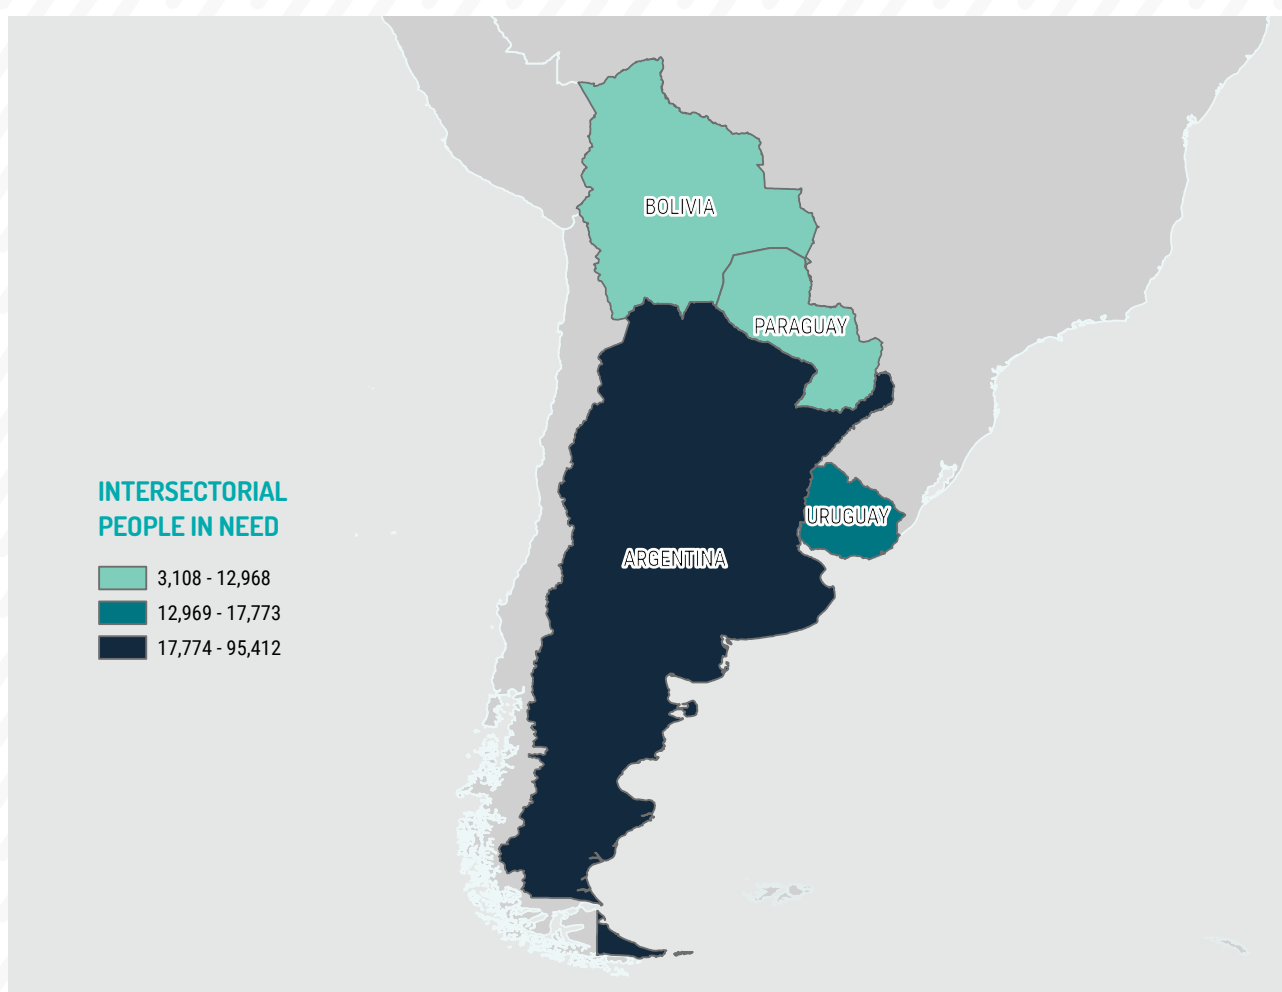 BOLIVIA
PARAGUAY
URUGUAY
ARGENTINA
INTERSECTORIAL
PEOPLE IN NEED
3,108 - 12,968
12,969 - 17,773
17,774 - 95,412